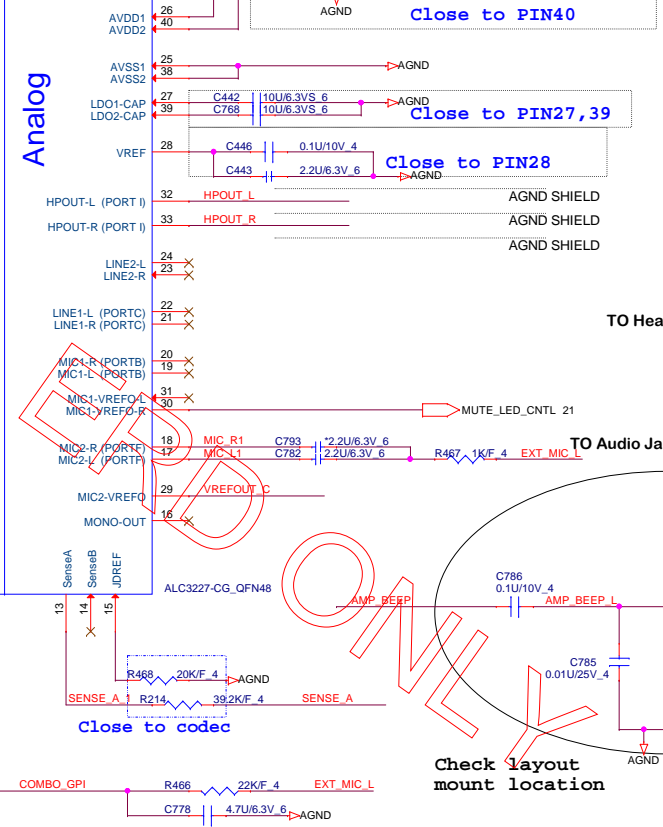 AGND
Close to PIN40
AVDD1 26
AVDD2 40
AVSS1 25
AVSS2 38
AGND
LDO1-CAP 27 C442 10U/6.3VS_6 AGND
LDO2-CAP 39 C768 10U/6.3VS_6
Close to PIN27,39
VREF 28 C446 0.1U/10V_4
Close to PIN28
C443 2.2U/6.3V_6 AGND
Analog
HPOUT-L (PORT I) 32 HPOUT_L AGND SHIELD
HPOUT-R (PORT I) 33 HPOUT_R AGND SHIELD
AGND SHIELD
LINE2-L 24
LINE2-R 23
LINE1-L (PORTC) 22
LINE1-R (PORTC) 21
TO Hea
MIC1-R (PORTB) 20
MIC1-L (PORTB) 19
MIC1-VREFO-L 31
MIC1-VREFO-R 30 MUTE_LED_CNTL 21
MIC2-R (PORTF) 18 MIC_R1 C793 *2.2U/6.3V_6
TO Audio Ja
MIC2-L (PORTF) 17 MIC_L1 C782 2.2U/6.3V_6 R467 1K/F_4 EXT_MIC_L
MIC2-VREFO 29 VREFOUT_C
MONO-OUT 16
SenseA
SenseB
JDREF
13
14
15
ALC3227-CG_QFN48
C786
0.1U/10V_4
AMP_BEEP AMP_BEEP_L
C785
0.01U/25V_4
AGND
R468 20K/F_4 AGND
SENSE_A_1 R214 39.2K/F_4 SENSE_A
Close to codec
Check layout
mount location
COMBO_GPI R466 22K/F_4 EXT_MIC_L
C778 4.7U/6.3V_6 AGND
ONLY